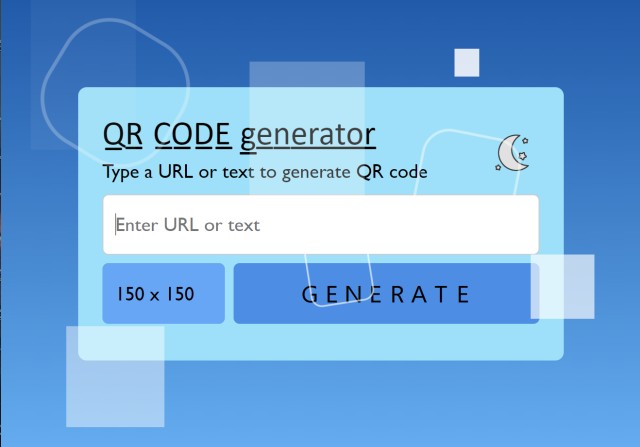 QR CODE generator
Type a URL or text to generate QR code
Enter URL or text
150 x 150
GENERATE